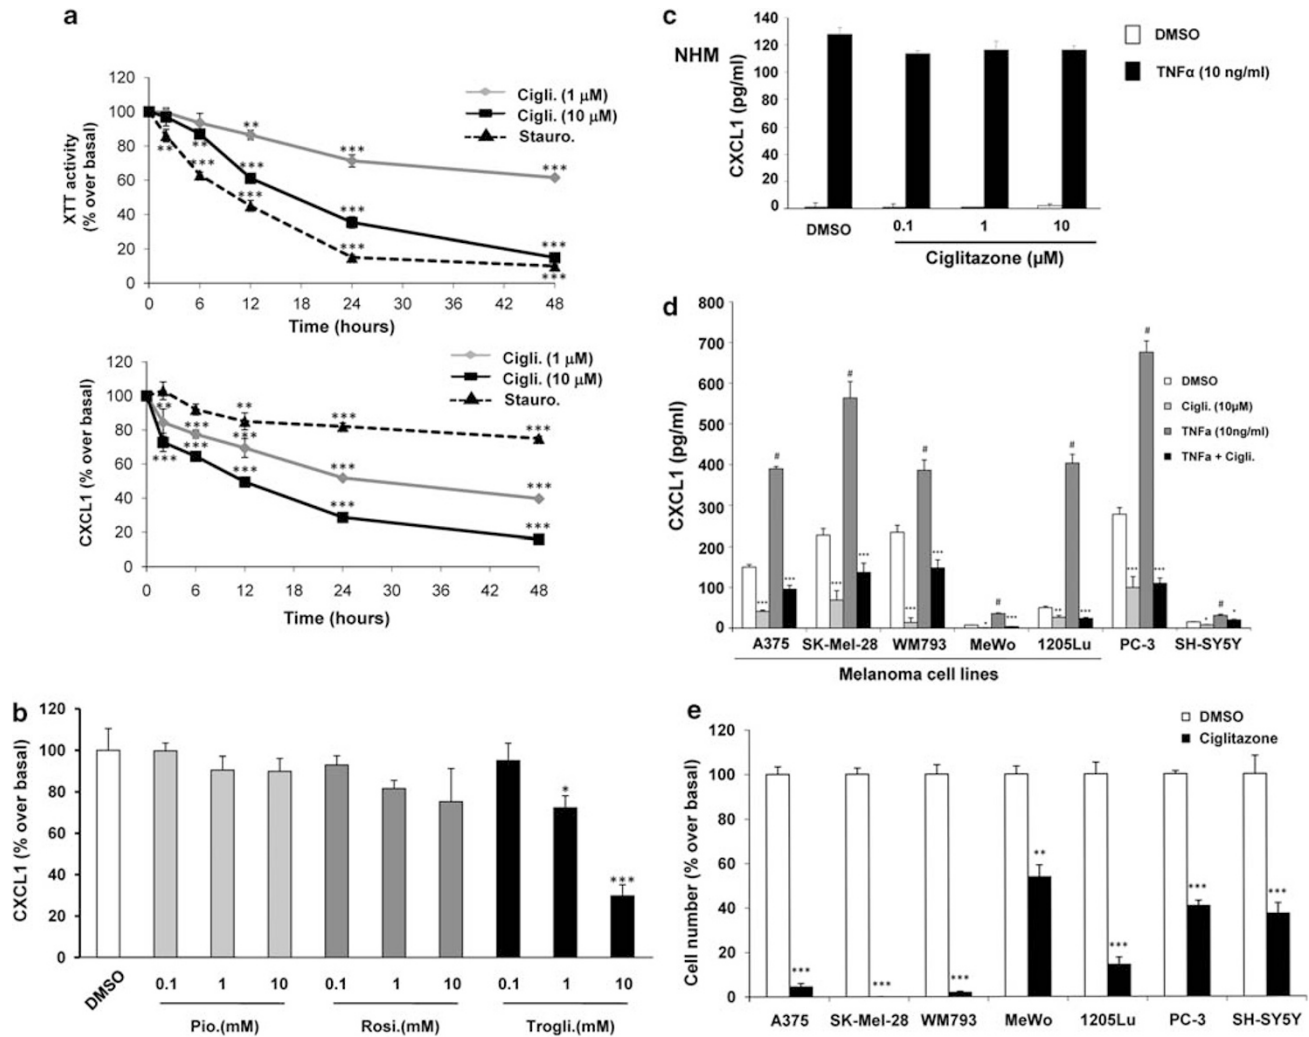 a
120
100
80
60
40
20
0
XTT activity
(% over basal)
Cigli. (1 μM)
Cigli. (10 μM)
Stauro.
**
**
***
**
***
***
***
***
***
***
***
***
0 6 12 18 24 30 36 42 48
Time (hours)
120
100
80
60
40
20
0
CXCL1 (% over basal)
Cigli. (1 μM)
Cigli. (10 μM)
Stauro.
**
***
***
***
**
***
***
***
***
***
***
***
***
0 6 12 18 24 30 36 42 48
Time (hours)
b
120
100
80
60
40
20
0
CXCL1 (% over basal)
*
***
DMSO
0.1 1 10
0.1 1 10
0.1 1 10
Pio.(mM)
Rosi.(mM)
Trogli.(mM)
c
NHM
140
120
100
80
60
140
20
0
CXCL1 (pg/ml)
DMSO
TNFα (10 ng/ml)
DMSO 0.1 1 10
Ciglitazone (μM)
d
800
700
600
500
400
300
200
100
0
CXCL1 (pg/ml)
DMSO
Cigli. (10μM)
TNFa (10ng/ml)
TNFa + Cigli.
***
#
***
***
#
***
***
#
***
*
#
***
**
#
***
***
#
***
*
#
*
A375 SK-Mel-28 WM793 MeWo 1205Lu PC-3 SH-SY5Y
Melanoma cell lines
e
120
100
80
60
40
20
0
Cell number (% over basal)
DMSO
Ciglitazone
***
***
***
**
***
***
***
A375 SK-Mel-28 WM793 MeWo 1205Lu PC-3 SH-SY5Y